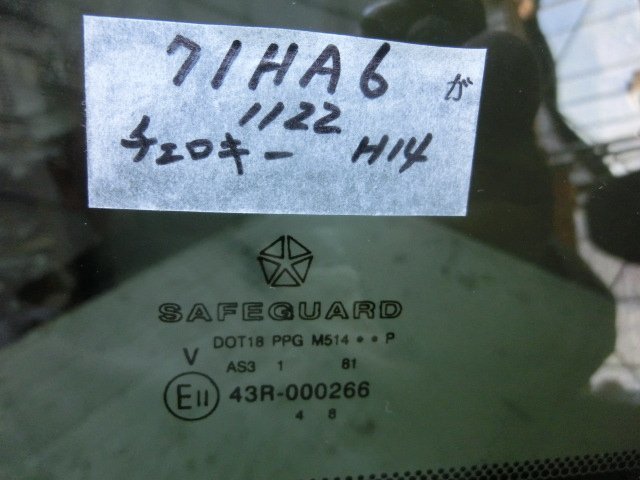 71HA6 が
1122
チェロキー H14
SAFEGUARD
DOT18 PPG M514 • • P
V AS3 1 81
E11 43R-000266
4 8